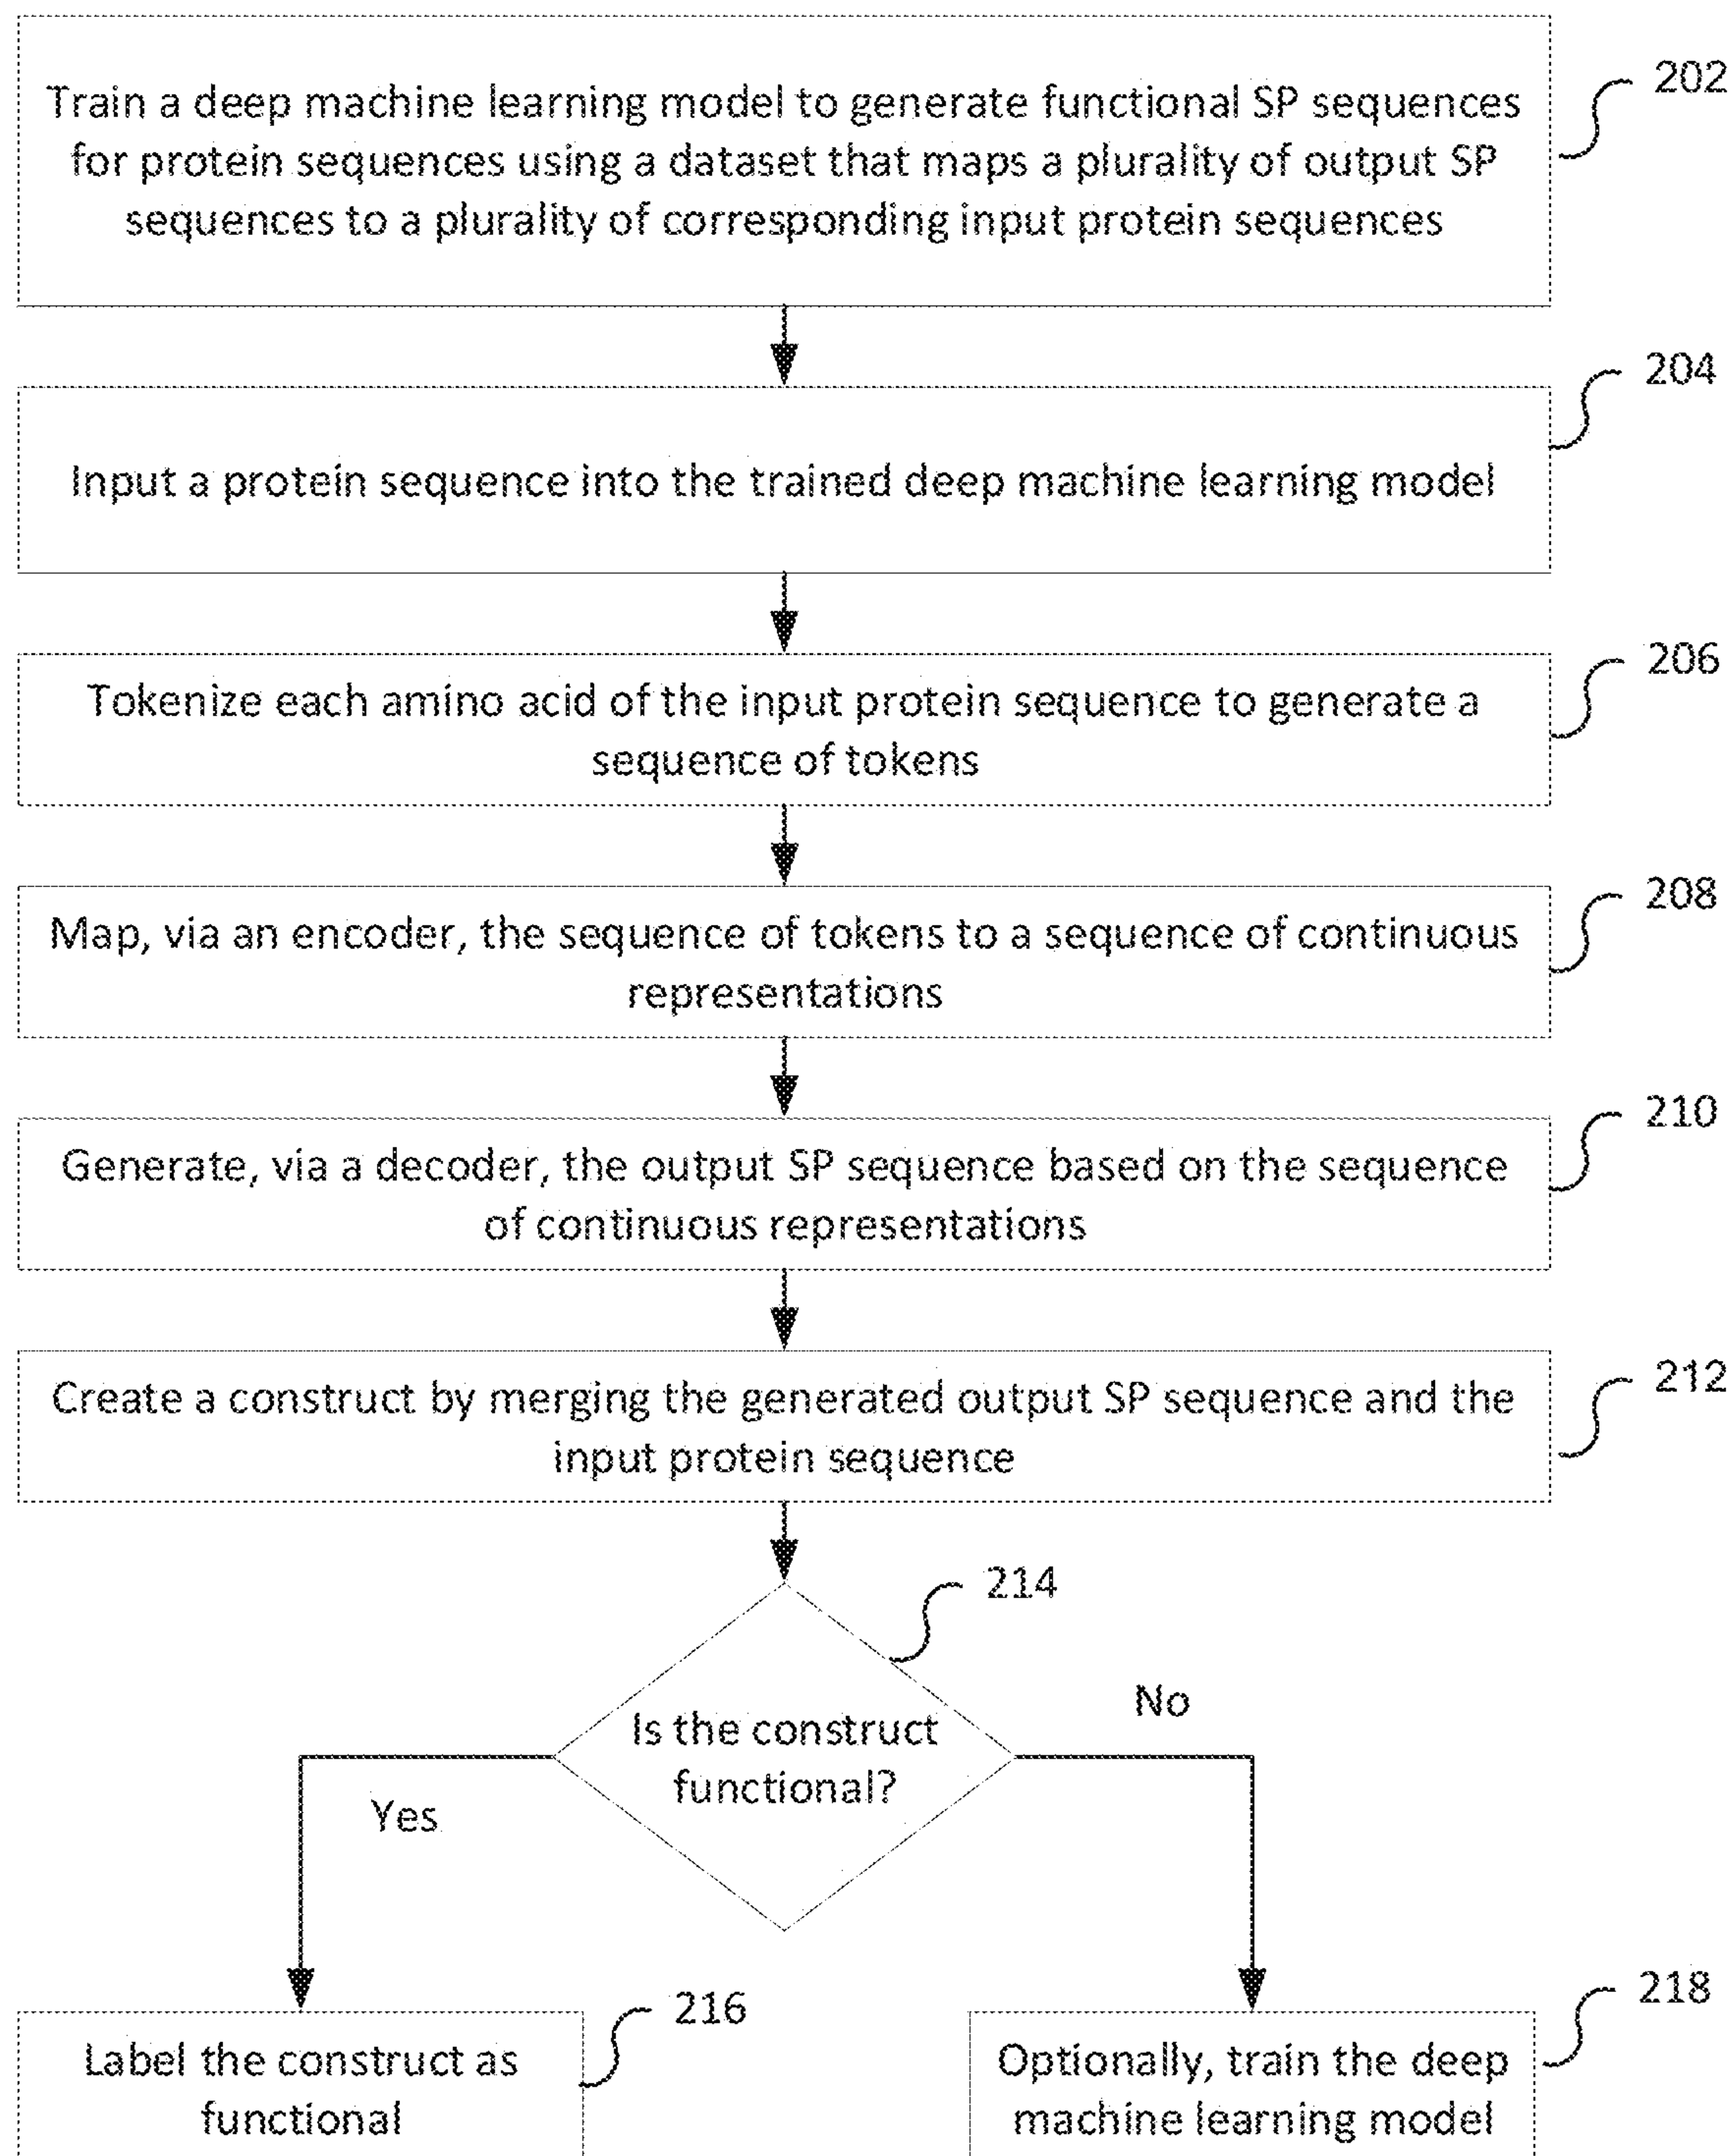 Train a deep machine learning model to generate functional SP sequences
for protein sequences using a dataset that maps a plurality of output SP
sequences to a plurality of corresponding input protein sequences
202
204
Input a protein sequence into the trained deep machine learning model
206
Tokenize each amino acid of the input protein sequence to generate a
sequence of tokens
208
Map, via an encoder, the sequence of tokens to a sequence of continuous
representations
210
Generate, via a decoder, the output SP sequence based on the sequence
of continuous representations
212
Create a construct by merging the generated output SP sequence and the
input protein sequence
214
Is the construct
functional?
No
Yes
216
Label the construct as
functional
218
Optionally, train the deep
machine learning model